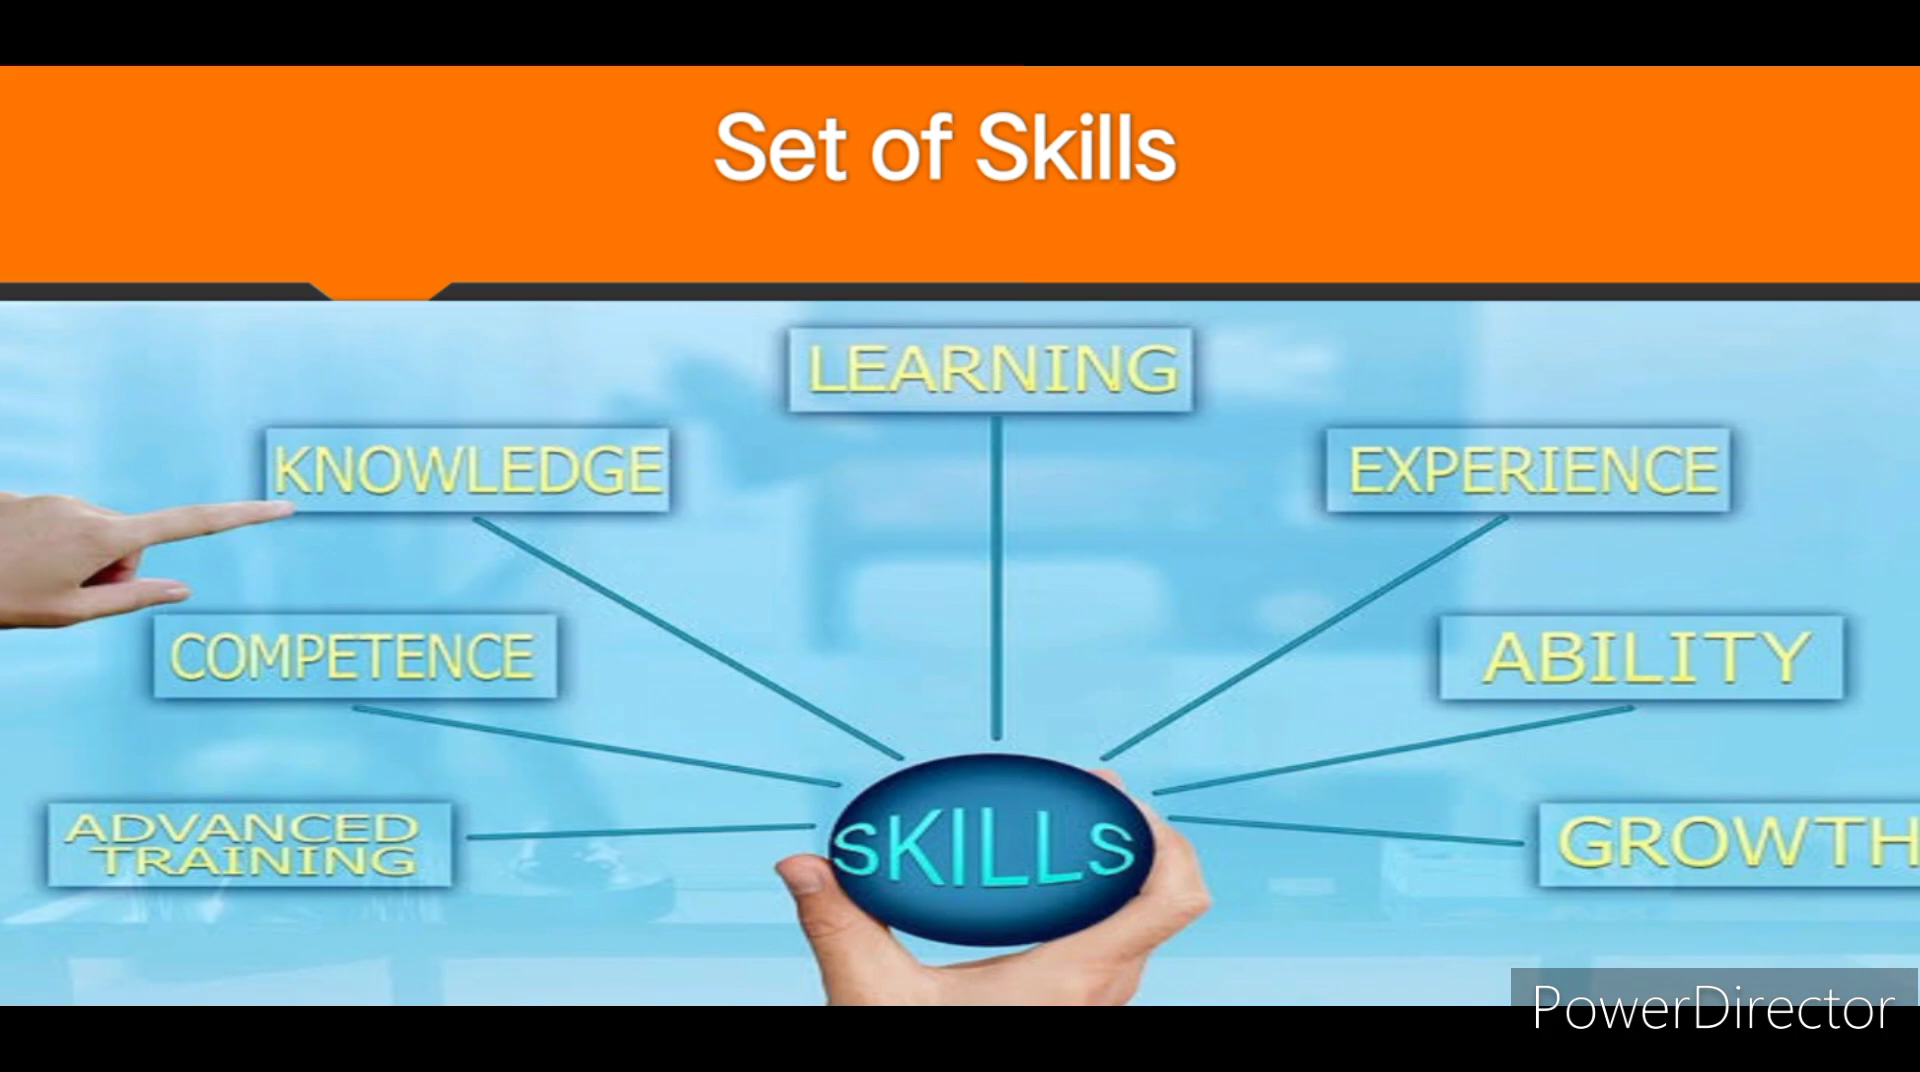 Set of Skills
LEARNING
KNOWLEDGE
EXPERIENCE
COMPETENCE
ABILITY
ADVANCED
TRAINING
SKILLS
GROWTH
PowerDirector